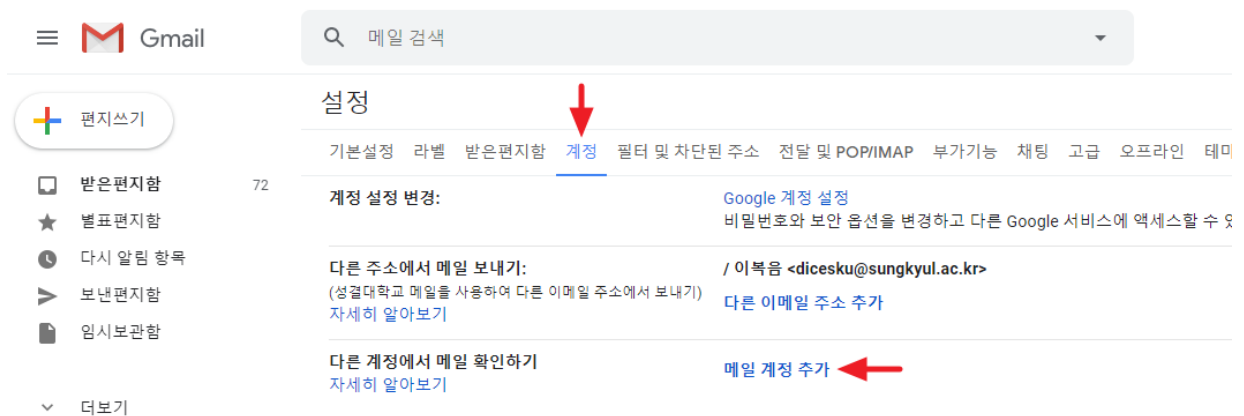 Gmail
메일 검색
편지쓰기
받은편지함 72
별표편지함
다시 알림 항목
보낸편지함
임시보관함
더보기
설정
기본설정 라벨 받은편지함 계정 필터 및 차단된 주소 전달 및 POP/IMAP 부가기능 채팅 고급 오프라인 테마
계정 설정 변경:
Google 계정 설정
비밀번호와 보안 옵션을 변경하고 다른 Google 서비스에 액세스할 수
다른 주소에서 메일 보내기:
(성결대학교 메일을 사용하여 다른 이메일 주소에서 보내기)
자세히 알아보기
/ 이복음 <dicesku@sungkyul.ac.kr>
다른 이메일 주소 추가
다른 계정에서 메일 확인하기
자세히 알아보기
메일 계정 추가